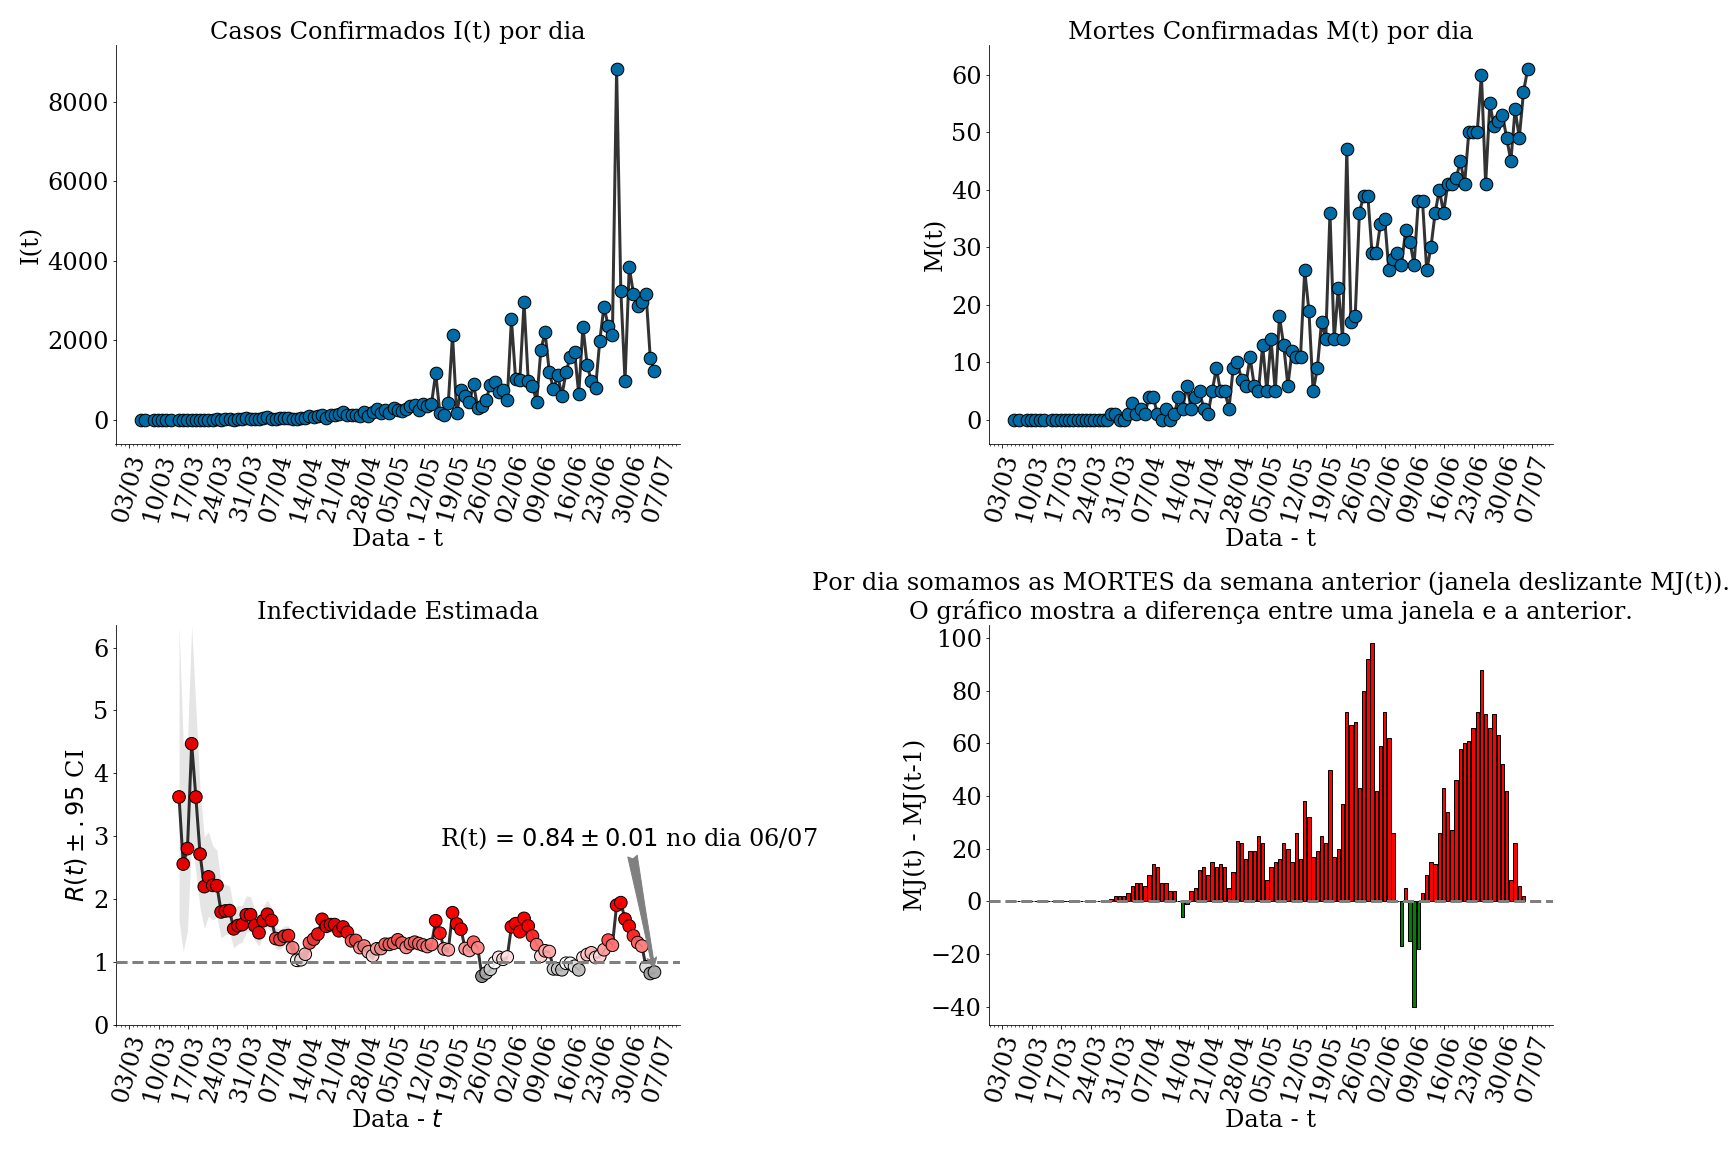 Casos Confirmados I(t) por dia
I(t)
8000
6000
4000
2000
0
03/03 10/03 17/03 24/03 31/03 07/04 14/04 21/04 28/04 05/05 12/05 19/05 26/05 02/06 09/06 16/06 23/06 30/06 07/07
Data - t
Mortes Confirmadas M(t) por dia
M(t)
60
50
40
30
20
10
0
03/03 10/03 17/03 24/03 31/03 07/04 14/04 21/04 28/04 05/05 12/05 19/05 26/05 02/06 09/06 16/06 23/06 30/06 07/07
Data - t
Infectividade Estimada
R(t) ± .95 CI
6
5
4
3
2
1
0
R(t) = 0.84 ± 0.01 no dia 06/07
03/03 10/03 17/03 24/03 31/03 07/04 14/04 21/04 28/04 05/05 12/05 19/05 26/05 02/06 09/06 16/06 23/06 30/06 07/07
Data - t
Por dia somamos as MORTES da semana anterior (janela deslizante MJ(t)).
O gráfico mostra a diferença entre uma janela e a anterior.
MJ(t) - MJ(t-1)
100
80
60
40
20
0
−20
−40
03/03 10/03 17/03 24/03 31/03 07/04 14/04 21/04 28/04 05/05 12/05 19/05 26/05 02/06 09/06 16/06 23/06 30/06 07/07
Data - t